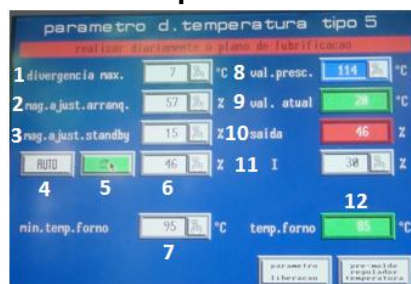 parametro d.temperatura tipo 5
realizar diariamente o plano de lubrificacao
1 divergencia max. 7 °C 8 val.presc. 114 °C
2 mag.ajust.arranq. 57 % 9 val. atual 28 °C
3 mag.ajust.standby 15 % 10 saida 46 %
AUTO 46 % 11 I 30 %
4 5 6
12
min.temp.forno 95 °C temp.forno 85 °C
7
parametro liberacao
pre-molde regulador temperatura